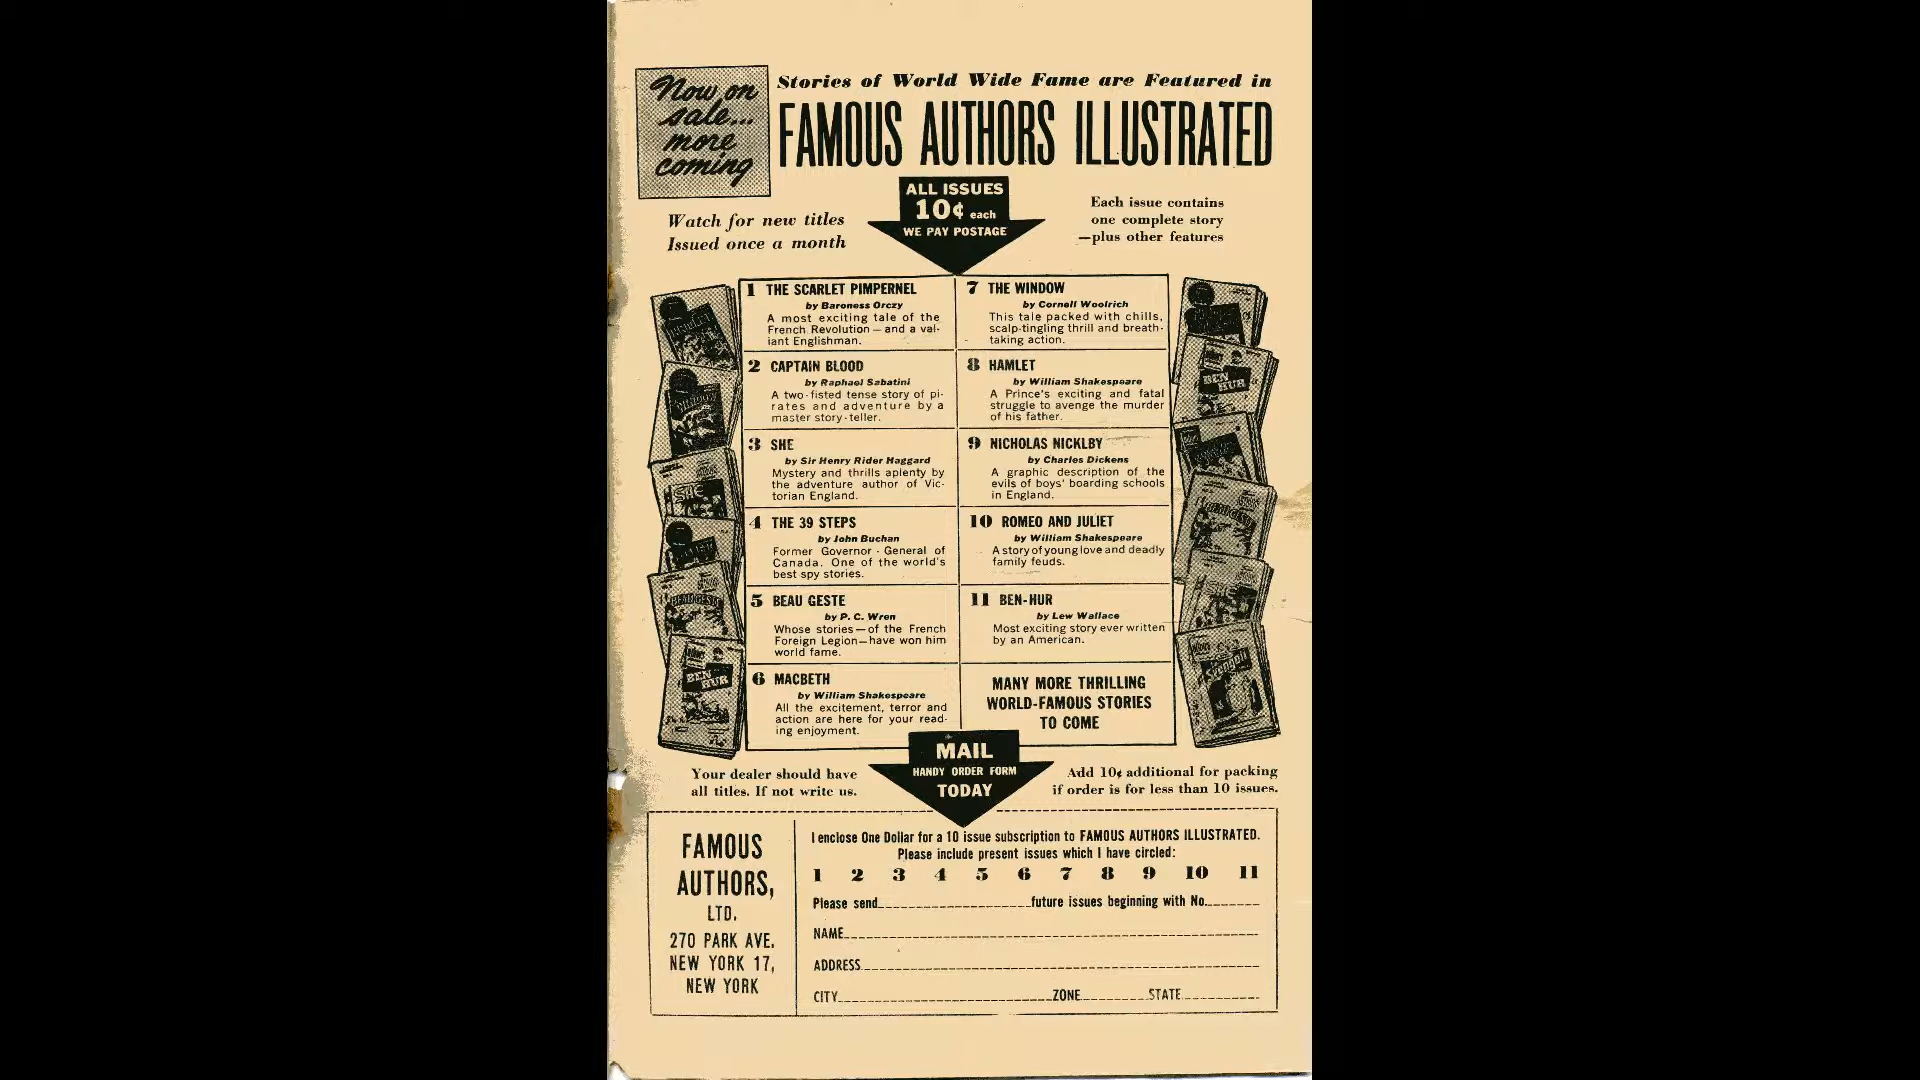 Now on
sale...
more
coming
Stories of World Wide Fame are Featured in
FAMOUS AUTHORS ILLUSTRATED
ALL ISSUES
10¢ each
WE PAY POSTAGE
Watch for new titles
Issued once a month
Each issue contains
one complete story
—plus other features
1 THE SCARLET PIMPERNEL
by Baroness Orczy
A most exciting tale of the
French Revolution — and a val-
iant Englishman.
2 CAPTAIN BLOOD
by Raphael Sabatini
A two-fisted tense story of pi-
rates and adventure by a
master story-teller.
3 SHE
by Sir Henry Rider Haggard
Mystery and thrills aplenty by
the adventure author of Vic-
torian England.
4 THE 39 STEPS
by John Buchan
Former Governor - General of
Canada. One of the world's
best spy stories.
5 BEAU GESTE
by P. C. Wren
Whose stories—of the French
Foreign Legion—have won him
world fame.
6 MACBETH
by William Shakespeare
All the excitement, terror and
action are here for your read-
ing enjoyment.
7 THE WINDOW
by Cornell Woolrich
This tale packed with chills,
scalp-tingling thrill and breath-
taking action.
8 HAMLET
by William Shakespeare
A Prince's exciting and fatal
struggle to avenge the murder
of his father.
9 NICHOLAS NICKLBY
by Charles Dickens
A graphic description of the
evils of boys' boarding schools
in England.
10 ROMEO AND JULIET
by William Shakespeare
A story of young love and deadly
family feuds.
11 BEN-HUR
by Lew Wallace
Most exciting story ever written
by an American.
MANY MORE THRILLING
WORLD-FAMOUS STORIES
TO COME
SHE
BEAU GESTE
BEN
HUR
BEN
HUR
MAIL
HANDY ORDER FORM
TODAY
Your dealer should have
all titles. If not write us.
Add 10¢ additional for packing
if order is for less than 10 issues.
FAMOUS
AUTHORS,
LTD.
270 PARK AVE.
NEW YORK 17,
NEW YORK
I enclose One Dollar for a 10 issue subscription to FAMOUS AUTHORS ILLUSTRATED.
Please include present issues which I have circled:
1 2 3 4 5 6 7 8 9 10 11
Please send future issues beginning with No.
NAME
ADDRESS
CITY ZONE STATE